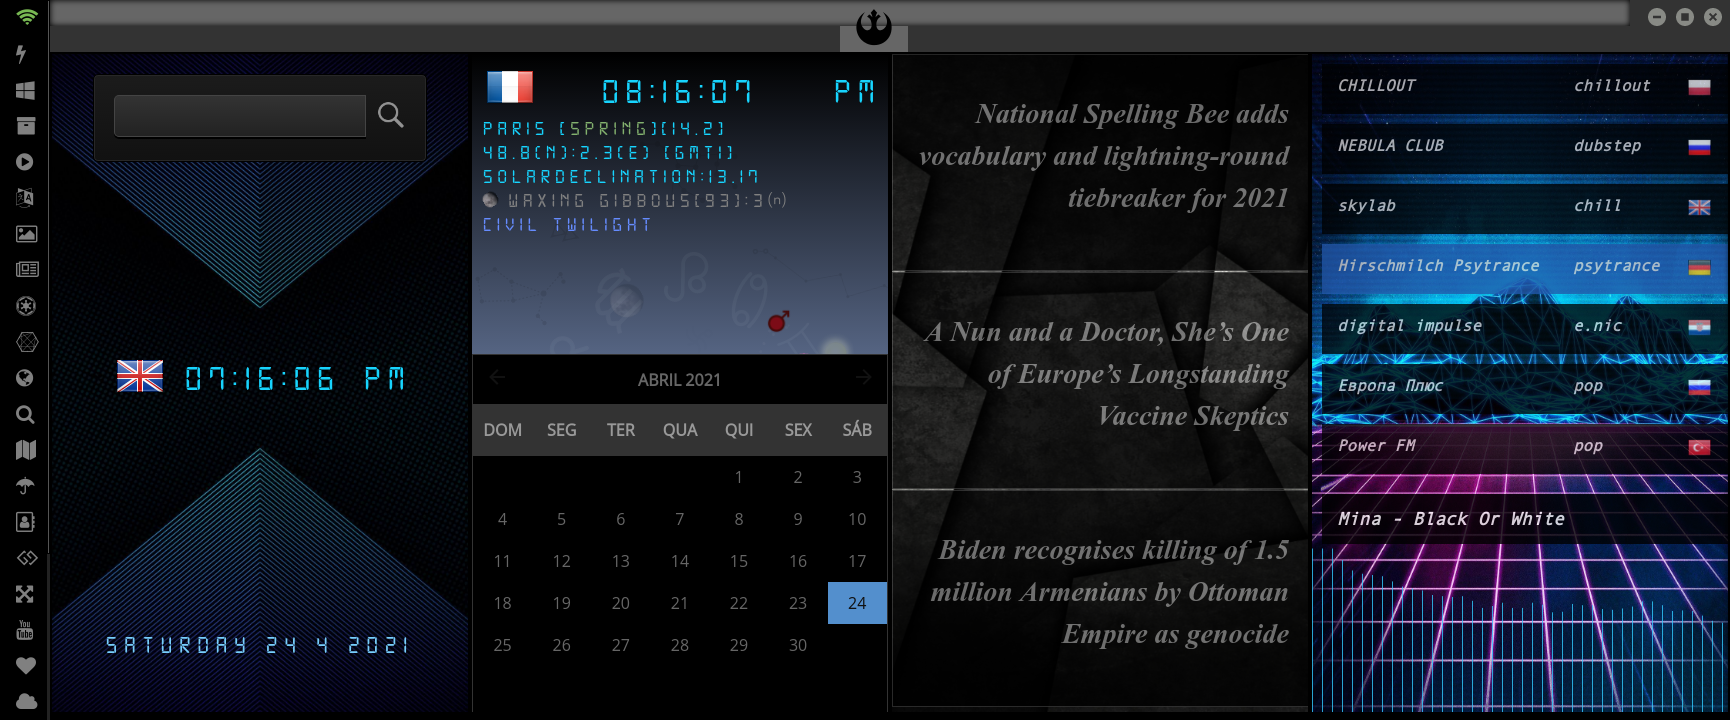 07:16:06 PM
SATURDAY 24 4 2021
08:16:07 PM
PARIS [SPRING][14.2]
48.8(N):2.3(E) [GMT1]
SOLARDECLINATION:13.17
WAXING GIBBOUS[93]:3(n)
CIVIL TWILIGHT
ABRIL 2021
DOM SEG TER QUA QUI SEX SÁB
1 2 3
4 5 6 7 8 9 10
11 12 13 14 15 16 17
18 19 20 21 22 23 24
25 26 27 28 29 30
National Spelling Bee adds
vocabulary and lightning-round
tiebreaker for 2021
A Nun and a Doctor, She’s One
of Europe’s Longstanding
Vaccine Skeptics
Biden recognises killing of 1.5
million Armenians by Ottoman
Empire as genocide
CHILLOUT chillout
NEBULA CLUB dubstep
skylab chill
Hirschmilch Psytrance psytrance
digital impulse e.nic
Европа Плюс pop
Power FM pop
Mina - Black Or White
You
Tube